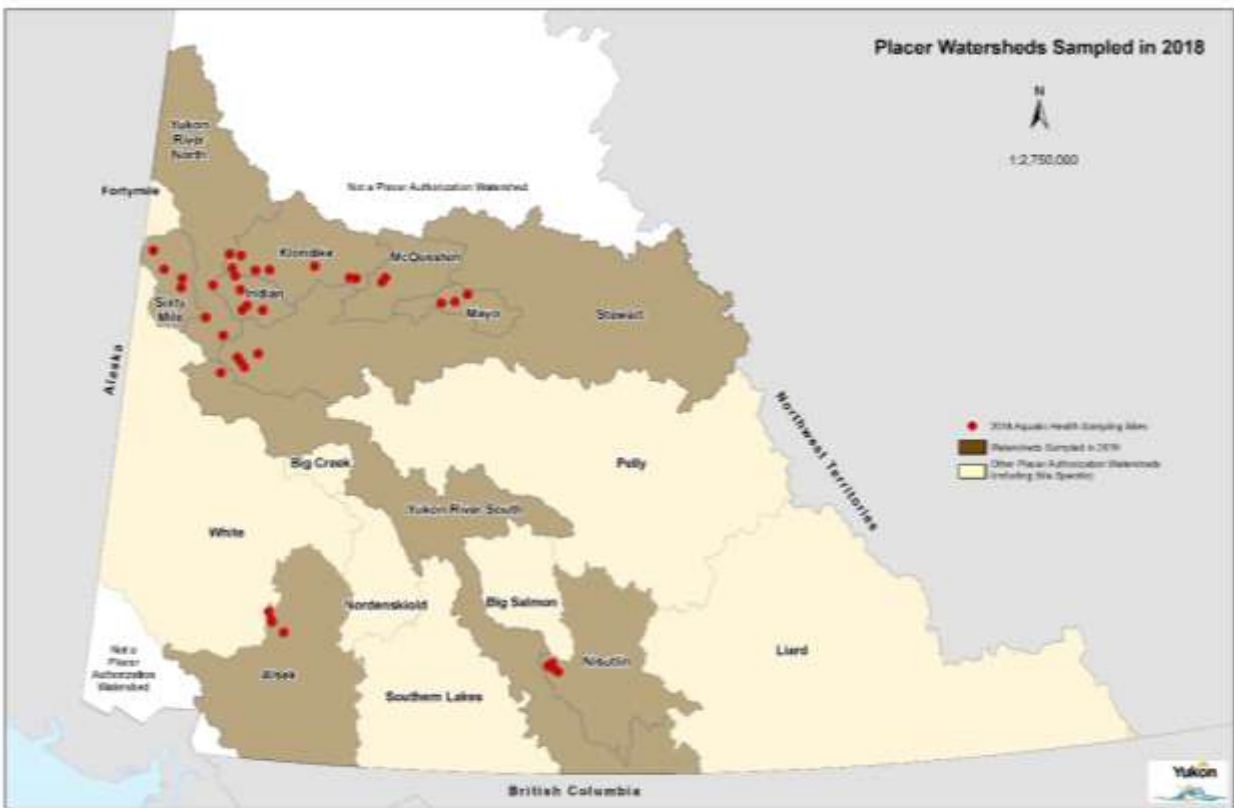 Placer Watersheds Sampled in 2018
N
1:2,750,000
Yukon
River
North
Fortymile
Not a Placer Authorization Watershed
Klondike
McQuesten
Indian
Sixty
Mile
Mayo
Stewart
Alaska
Northwest Territories
2018 Aquatic Health Sampling Sites
Watersheds Sampled in 2018
Other Placer Authorization Watersheds
(including Site Specific)
Big Creek
Pelly
Yukon River South
White
Nordenskiold
Big Salmon
Not a
Placer
Authorization
Watershed
Alsek
Nisutlin
Liard
Southern Lakes
British Columbia
Yukon